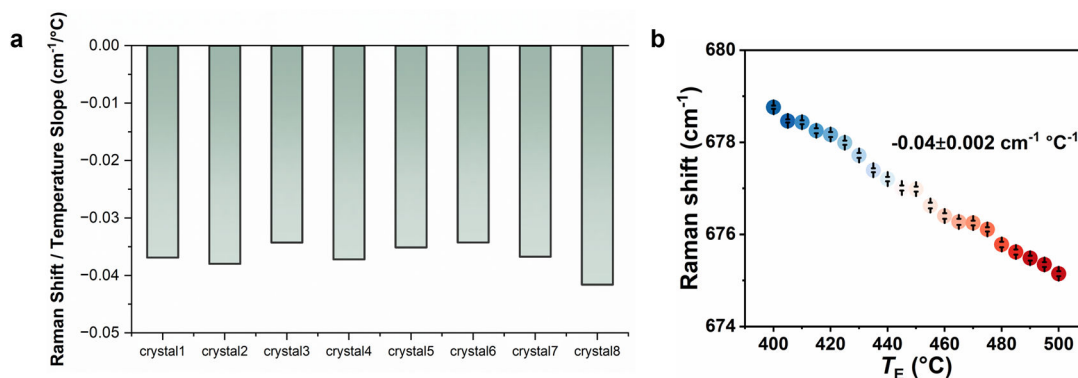 a
Raman Shift / Temperature Slope (cm⁻¹/°C)
0.00
−0.01
−0.02
−0.03
−0.04
−0.05
crystal1 crystal2 crystal3 crystal4 crystal5 crystal6 crystal7 crystal8
b
Raman shift (cm⁻¹)
680
678
676
674
-0.04±0.002 cm⁻¹ °C⁻¹
400 420 440 460 480 500
T_E (°C)